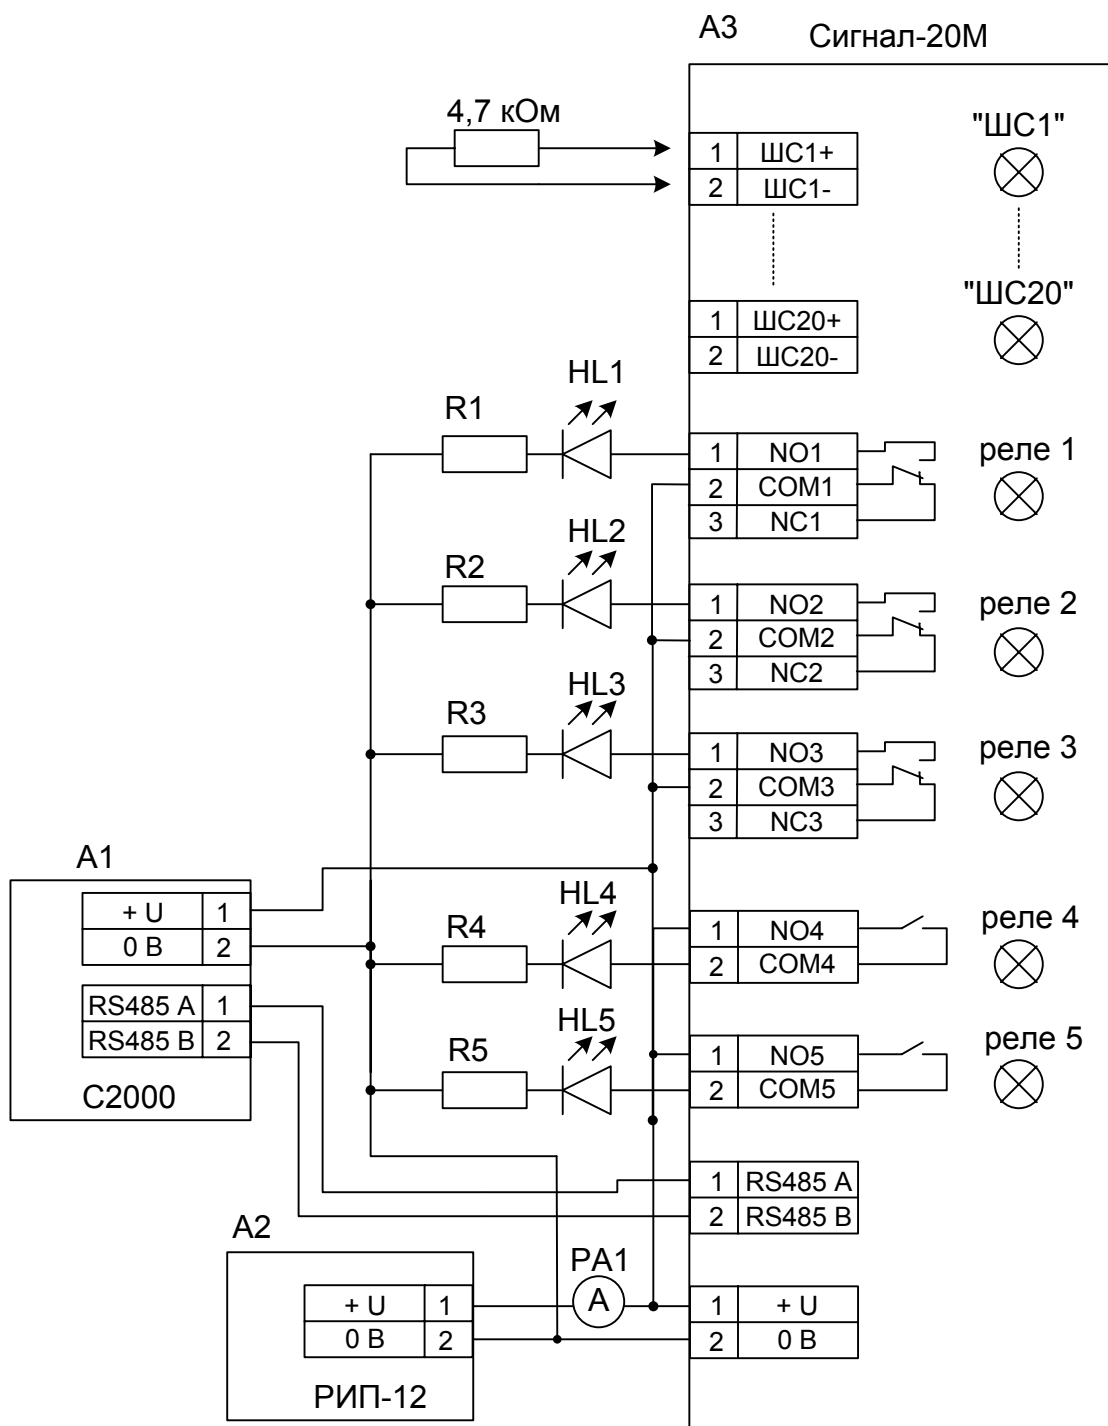 A3
Сигнал-20М
4,7 кОм
"ШС1"
1 ШС1+
2 ШС1-
"ШС20"
1 ШС20+
2 ШС20-
HL1
R1
1 NO1
реле 1
2 COM1
3 NC1
HL2
R2
1 NO2
реле 2
2 COM2
3 NC2
HL3
R3
1 NO3
реле 3
2 COM3
3 NC3
A1
+ U 1
0 В 2
HL4
R4
1 NO4
реле 4
2 COM4
RS485 A 1
RS485 B 2
С2000
HL5
R5
1 NO5
реле 5
2 COM5
1 RS485 A
2 RS485 B
A2
PA1
A
+ U 1
0 В 2
РИП-12
1 + U
2 0 В